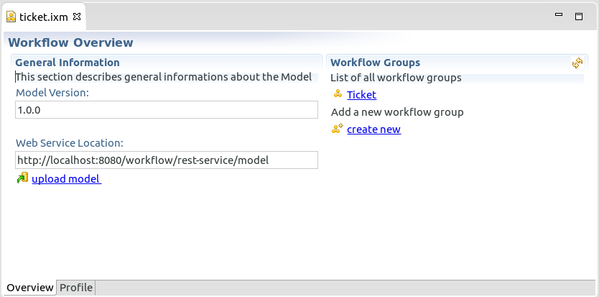 ticket.ixm
Workflow Overview
General Information
This section describes general informations about the Model
Model Version:
1.0.0
Web Service Location:
http://localhost:8080/workflow/rest-service/model
upload model
Workflow Groups
List of all workflow groups
Ticket
Add a new workflow group
create new
Overview Profile